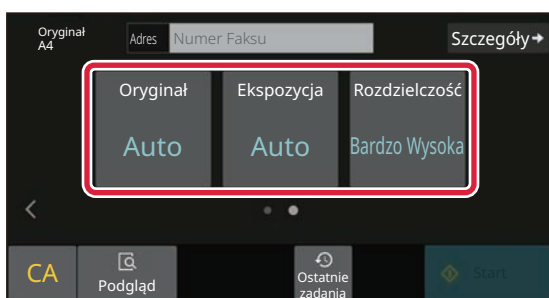 Oryginał
A4
Adres
Numer Faksu
Szczegóły
Oryginał
Ekspozycja
Rozdzielczość
Auto
Auto
Bardzo Wysoka
CA
Podgląd
Ostatnie
zadania
Start